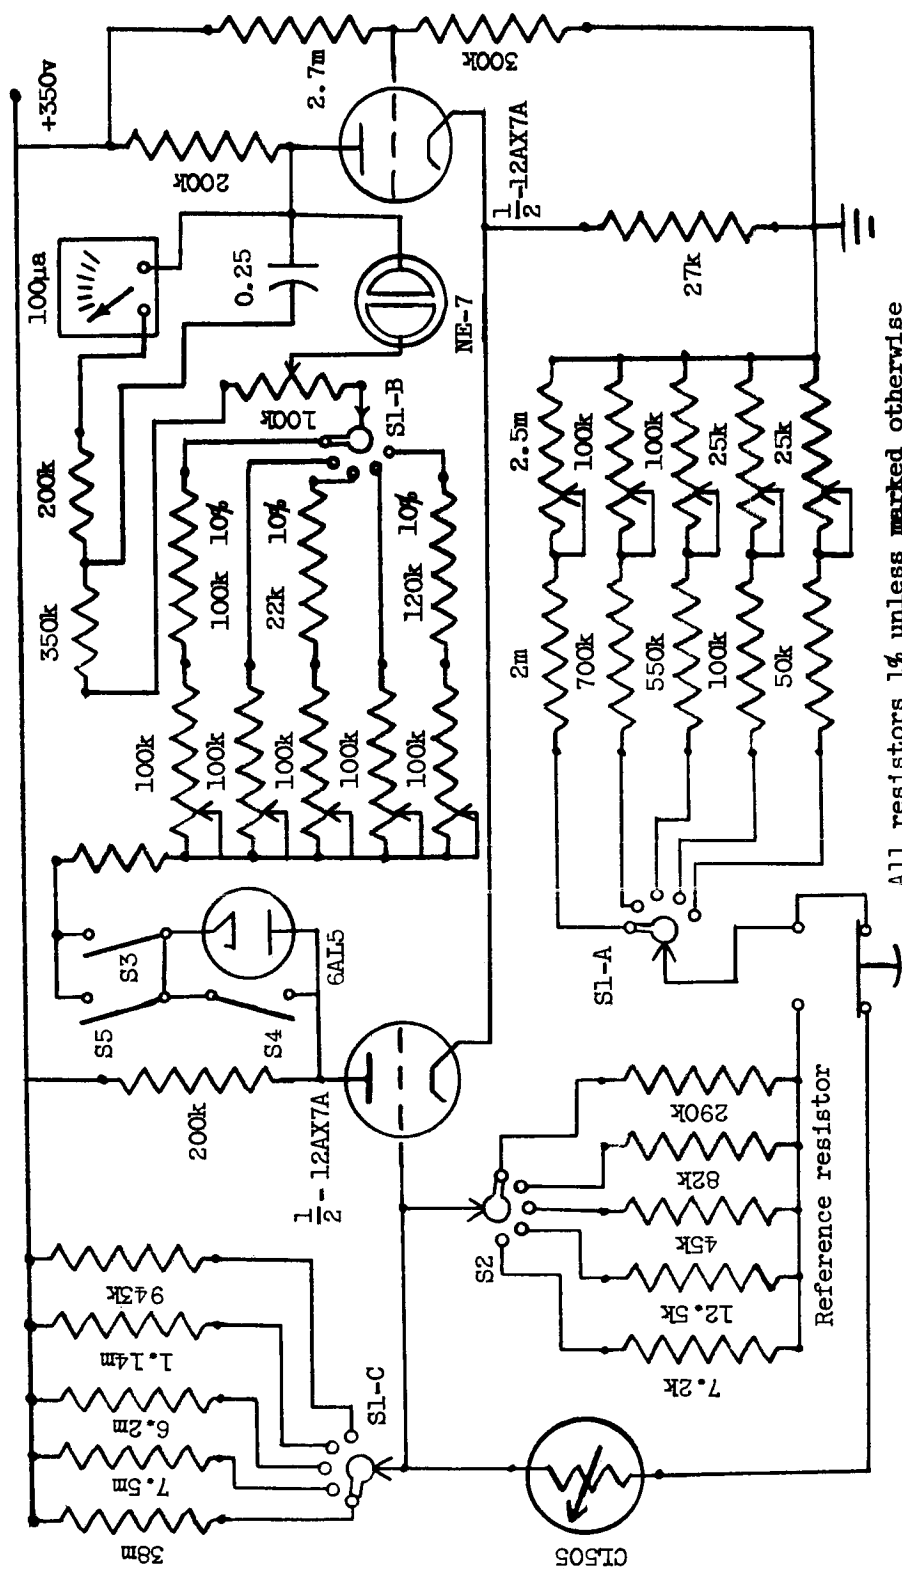 +350v
100µa
200k
2.7m
300k
350k
200k
0.25
100k
NE-7
½-12AX7A
27k
S1-B
100k
10%
100k
100k
22k
10%
100k
100k
120k
10%
100k
S3
S5
S4
6AL5
200k
½-12AX7A
943k
1.14m
6.2m
7.5m
38m
S1-C
S2
290k
82k
45k
12.5k
7.2k
Reference resistor
CL505
S1-A
2m
2.5m
700k
100k
550k
100k
100k
25k
50k
25k
All resistors 1% unless marked otherwise